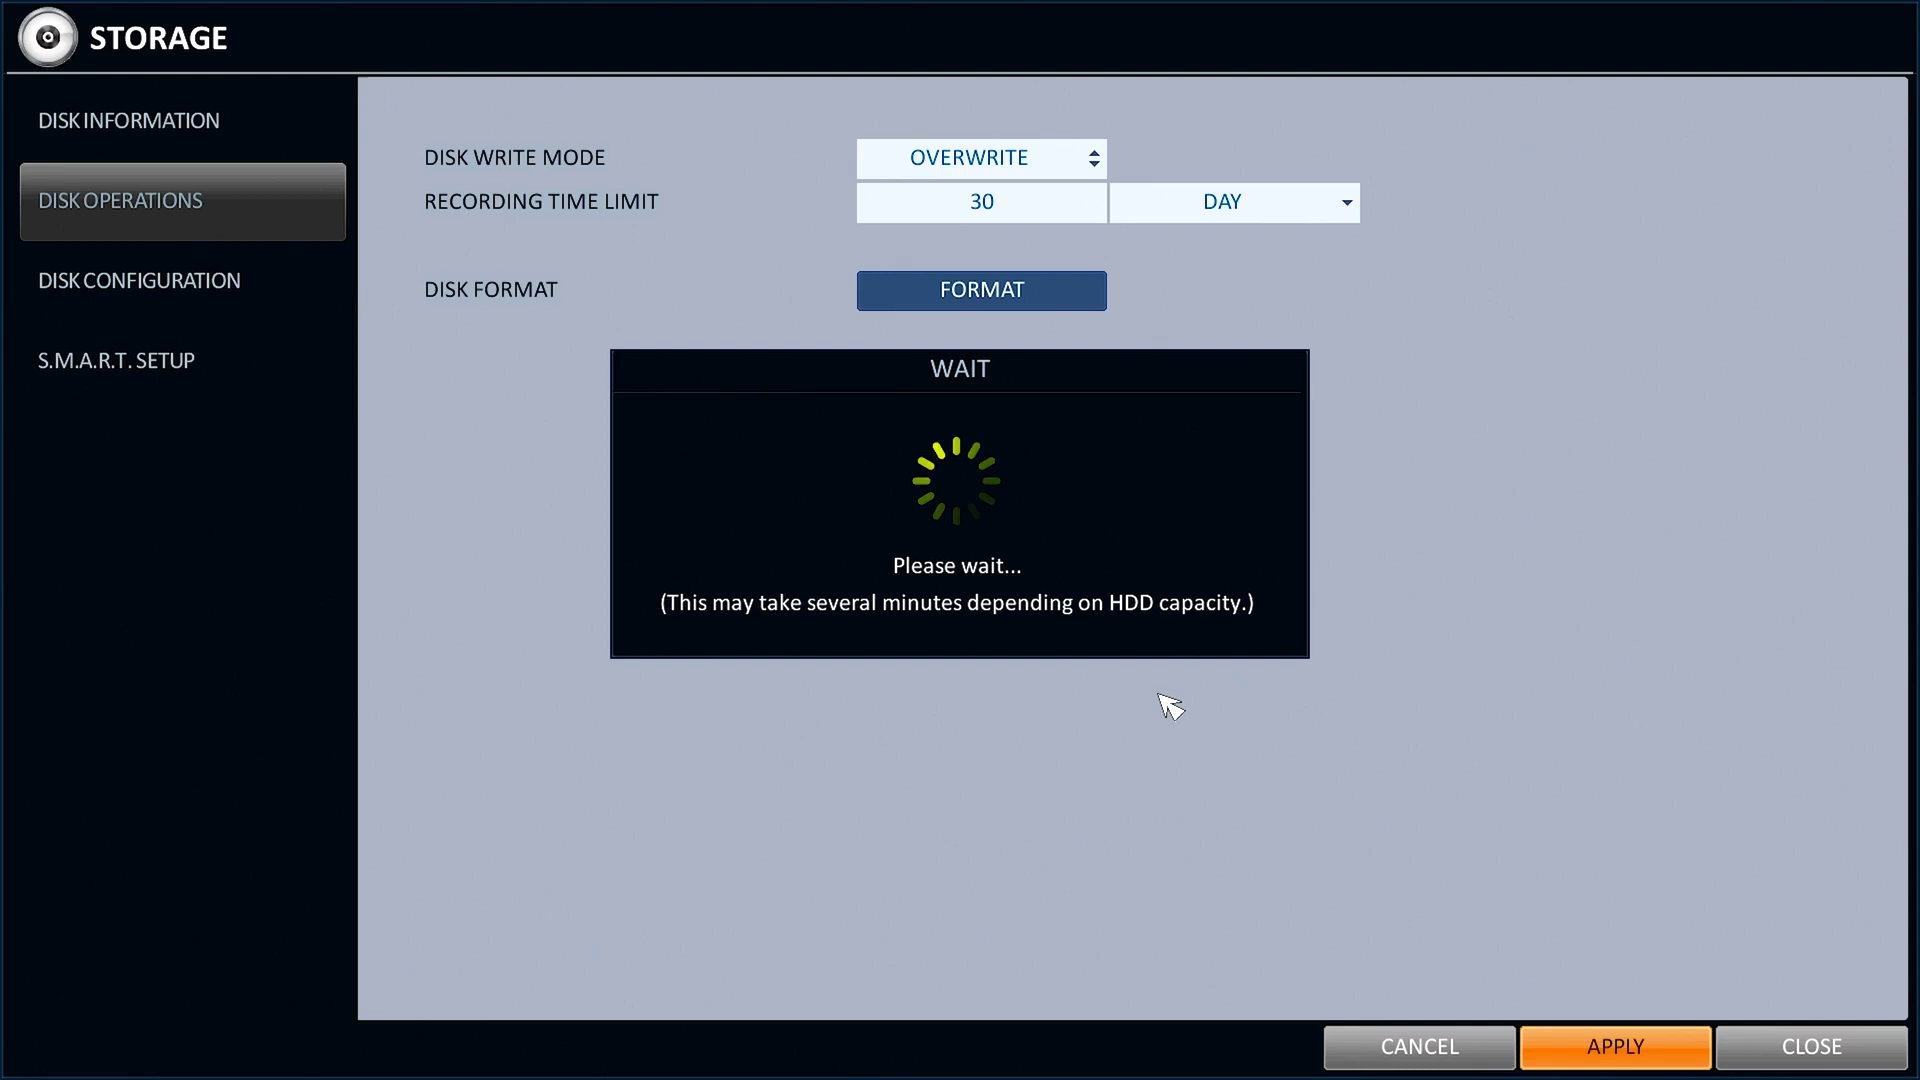 STORAGE
DISK INFORMATION
DISK OPERATIONS
DISK CONFIGURATION
S.M.A.R.T. SETUP
DISK WRITE MODE OVERWRITE
RECORDING TIME LIMIT 30 DAY
DISK FORMAT FORMAT
WAIT
Please wait...
(This may take several minutes depending on HDD capacity.)
CANCEL APPLY CLOSE